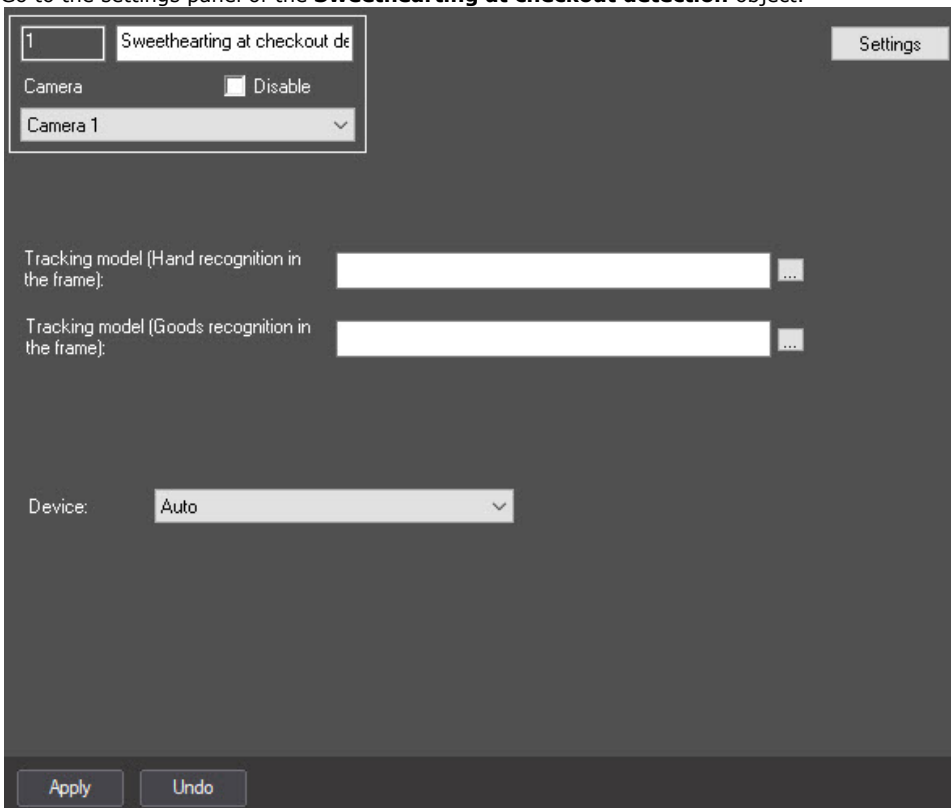 Go to the settings panel of the Sweethearting at checkout detection object.
1
Sweethearting at checkout de
Settings
Camera
Disable
Camera 1
Tracking model (Hand recognition in
the frame):
...
Tracking model (Goods recognition in
the frame):
...
Device:
Auto
Apply
Undo